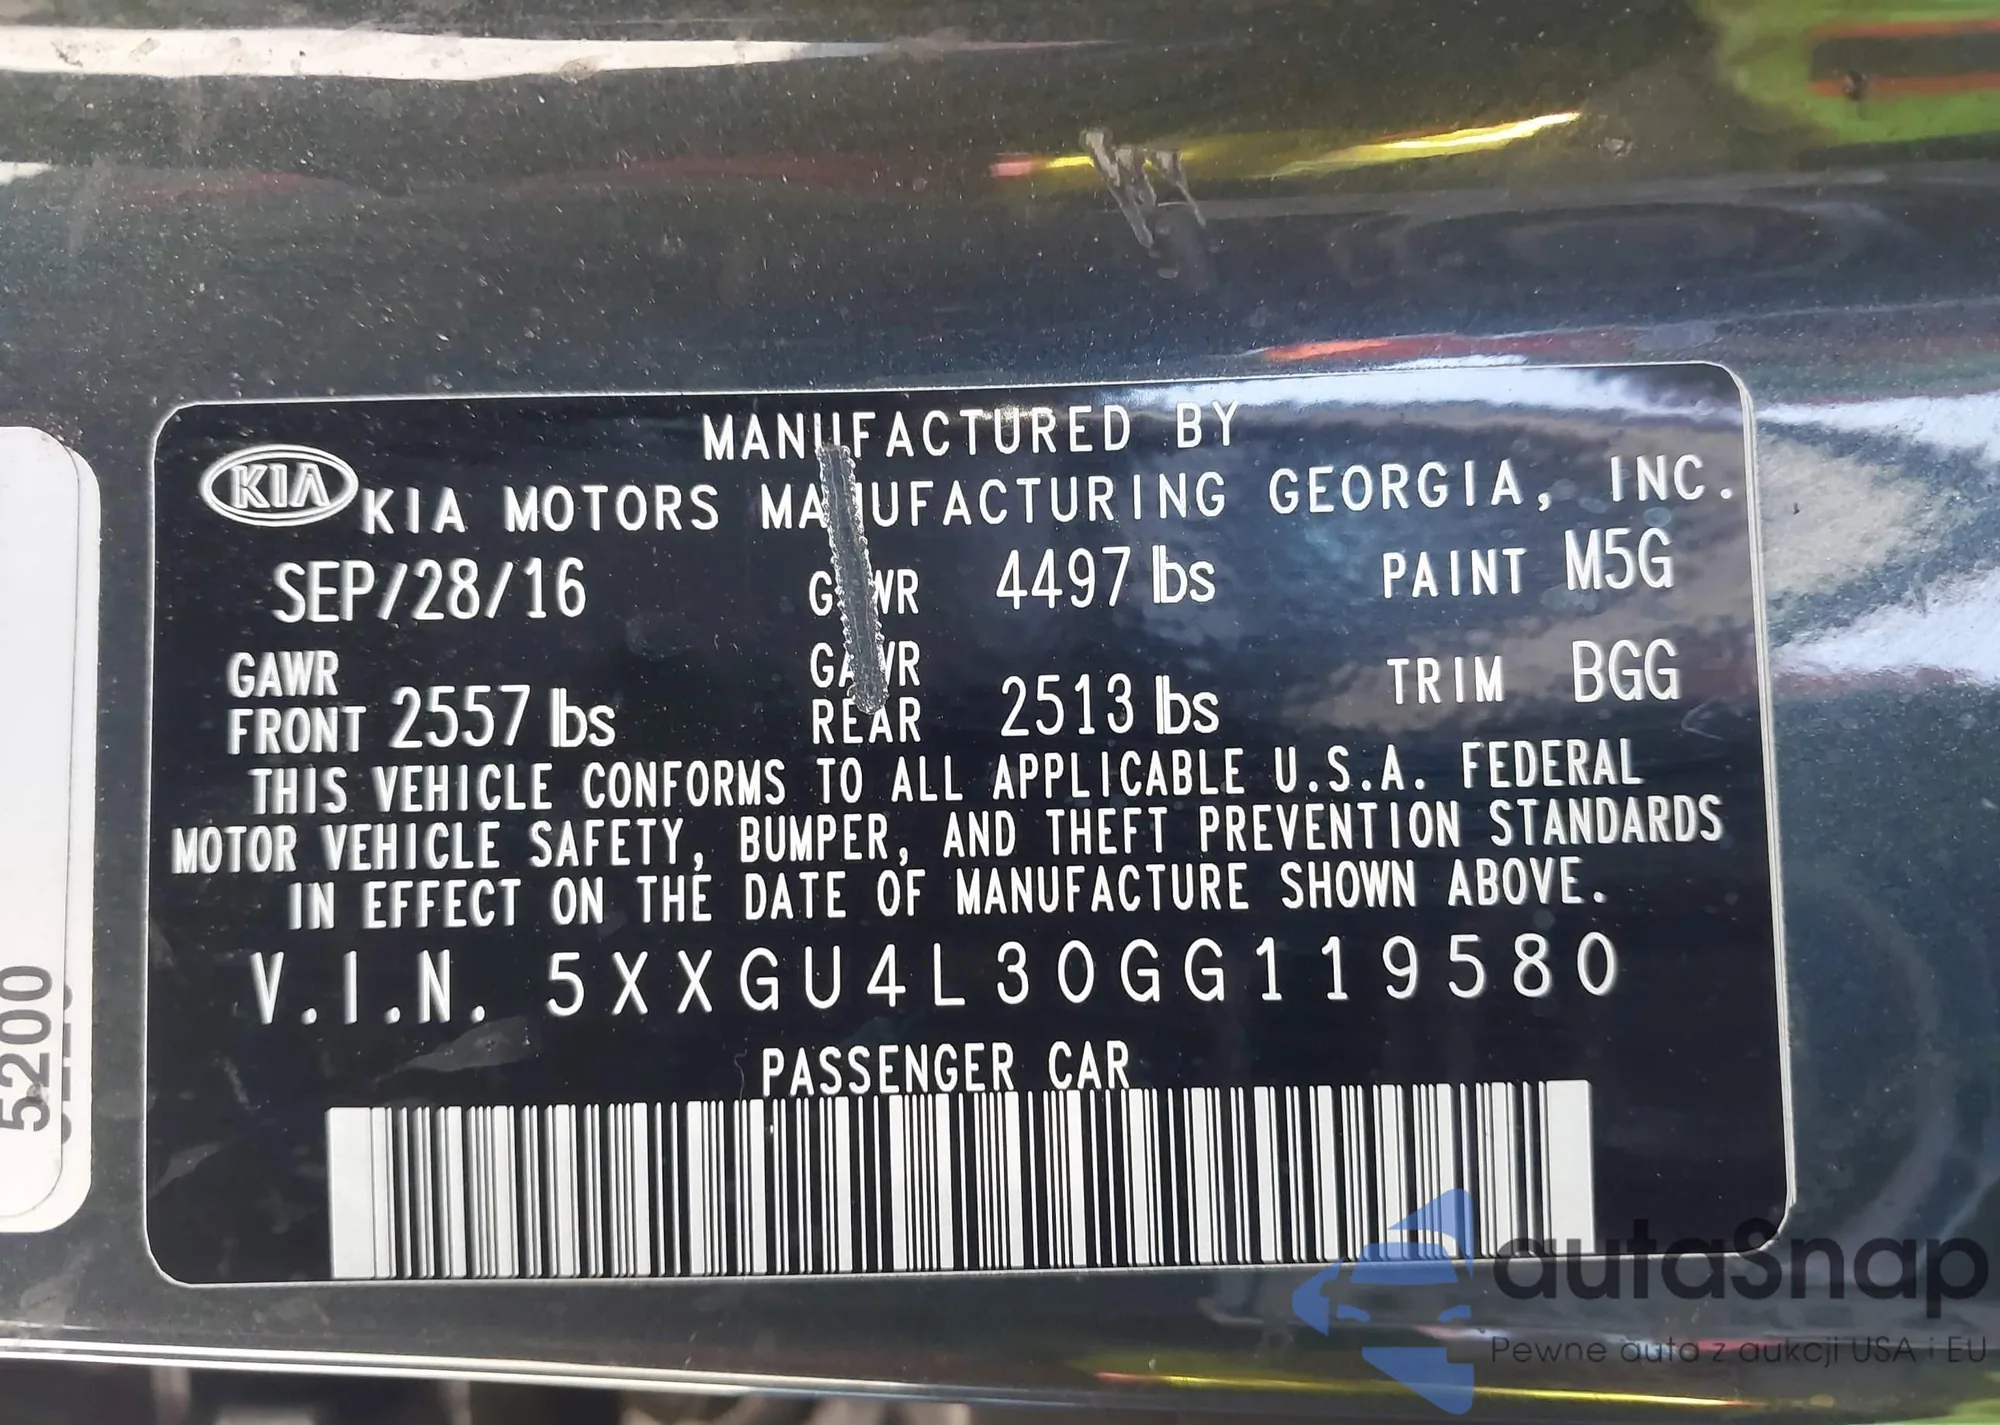 MANUFACTURED BY
KIA KIA MOTORS MANUFACTURING GEORGIA, INC.
SEP/28/16 GVWR 4497 lbs PAINT M5G
GAWR FRONT 2557 lbs GAWR REAR 2513 lbs TRIM BGG
THIS VEHICLE CONFORMS TO ALL APPLICABLE U.S.A. FEDERAL
MOTOR VEHICLE SAFETY, BUMPER, AND THEFT PREVENTION STANDARDS
IN EFFECT ON THE DATE OF MANUFACTURE SHOWN ABOVE.
V.I.N. 5XXGU4L30GG119580
PASSENGER CAR
5200
autaSnap
Pewne auta z aukcji USA i EU